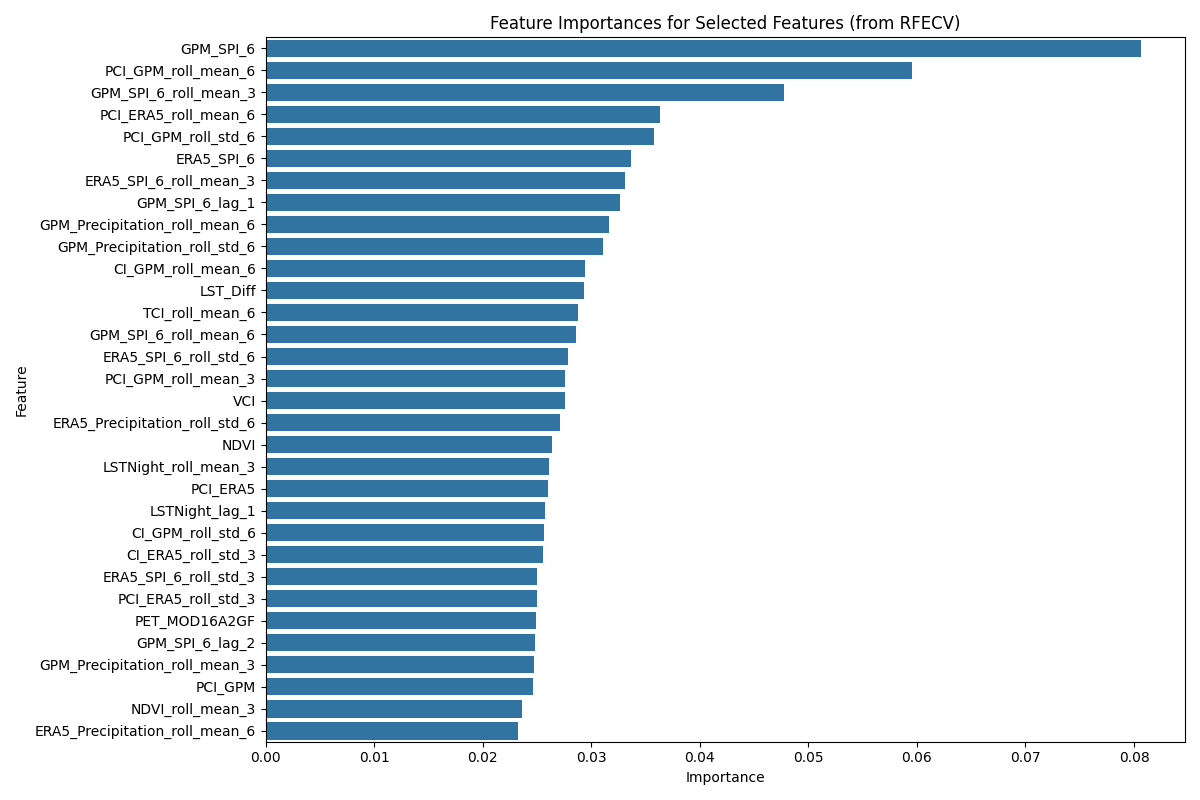 Feature Importances for Selected Features (from RFECV)
GPM_SPI_6
PCI_GPM_roll_mean_6
GPM_SPI_6_roll_mean_3
PCI_ERA5_roll_mean_6
PCI_GPM_roll_std_6
ERA5_SPI_6
ERA5_SPI_6_roll_mean_3
GPM_SPI_6_lag_1
GPM_Precipitation_roll_mean_6
GPM_Precipitation_roll_std_6
CI_GPM_roll_mean_6
LST_Diff
TCI_roll_mean_6
GPM_SPI_6_roll_mean_6
ERA5_SPI_6_roll_std_6
PCI_GPM_roll_mean_3
VCI
ERA5_Precipitation_roll_std_6
NDVI
LSTNight_roll_mean_3
PCI_ERA5
LSTNight_lag_1
CI_GPM_roll_std_6
CI_ERA5_roll_std_3
ERA5_SPI_6_roll_std_3
PCI_ERA5_roll_std_3
PET_MOD16A2GF
GPM_SPI_6_lag_2
GPM_Precipitation_roll_mean_3
PCI_GPM
NDVI_roll_mean_3
ERA5_Precipitation_roll_mean_6
Feature
0.00 0.01 0.02 0.03 0.04 0.05 0.06 0.07 0.08
Importance